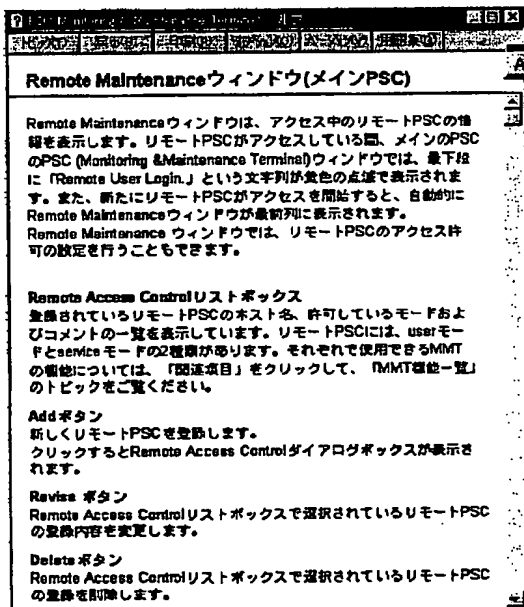 Monitoring & Maintenance Terminal
Remote Maintenanceウィンドウ(メインPSC)
Remote Maintenanceウィンドウは、アクセス中のリモートPSCの情
報を表示します。リモートPSCがアクセスしている間、メインのPSC
のPSC (Monitoring &Maintenance Terminal)ウィンドウでは、最下段
に「Remote User Login.」という文字列が黄色の点滅で表示されま
す。また、新たにリモートPSCがアクセスを開始すると、自動的に
Remote Maintenanceウィンドウが最前列に表示されます。
Remote Maintenance ウィンドウでは、リモートPSCのアクセス許
可の設定を行うこともできます。
Remote Access Controlリストボックス
登録されているリモートPSCのホスト名、許可しているモードおよ
びコメントの一覧を表示しています。リモートPSCには、userモー
ドとserviceモードの2種類があります。それぞれで使用できるMMT
の機能については、「関連項目」をクリックして、「MMT機能一覧」
のトピックをご覧ください。
Addボタン
新しくリモートPSCを登録します。
クリックするとRemote Access Controlダイアログボックスが表示さ
れます。
Revise ボタン
Remote Access Controlリストボックスで選択されているリモートPSC
の登録内容を変更します。
Deleteボタン
Remote Access Controlリストボックスで選択されているリモートPSC
の登録を削除します。